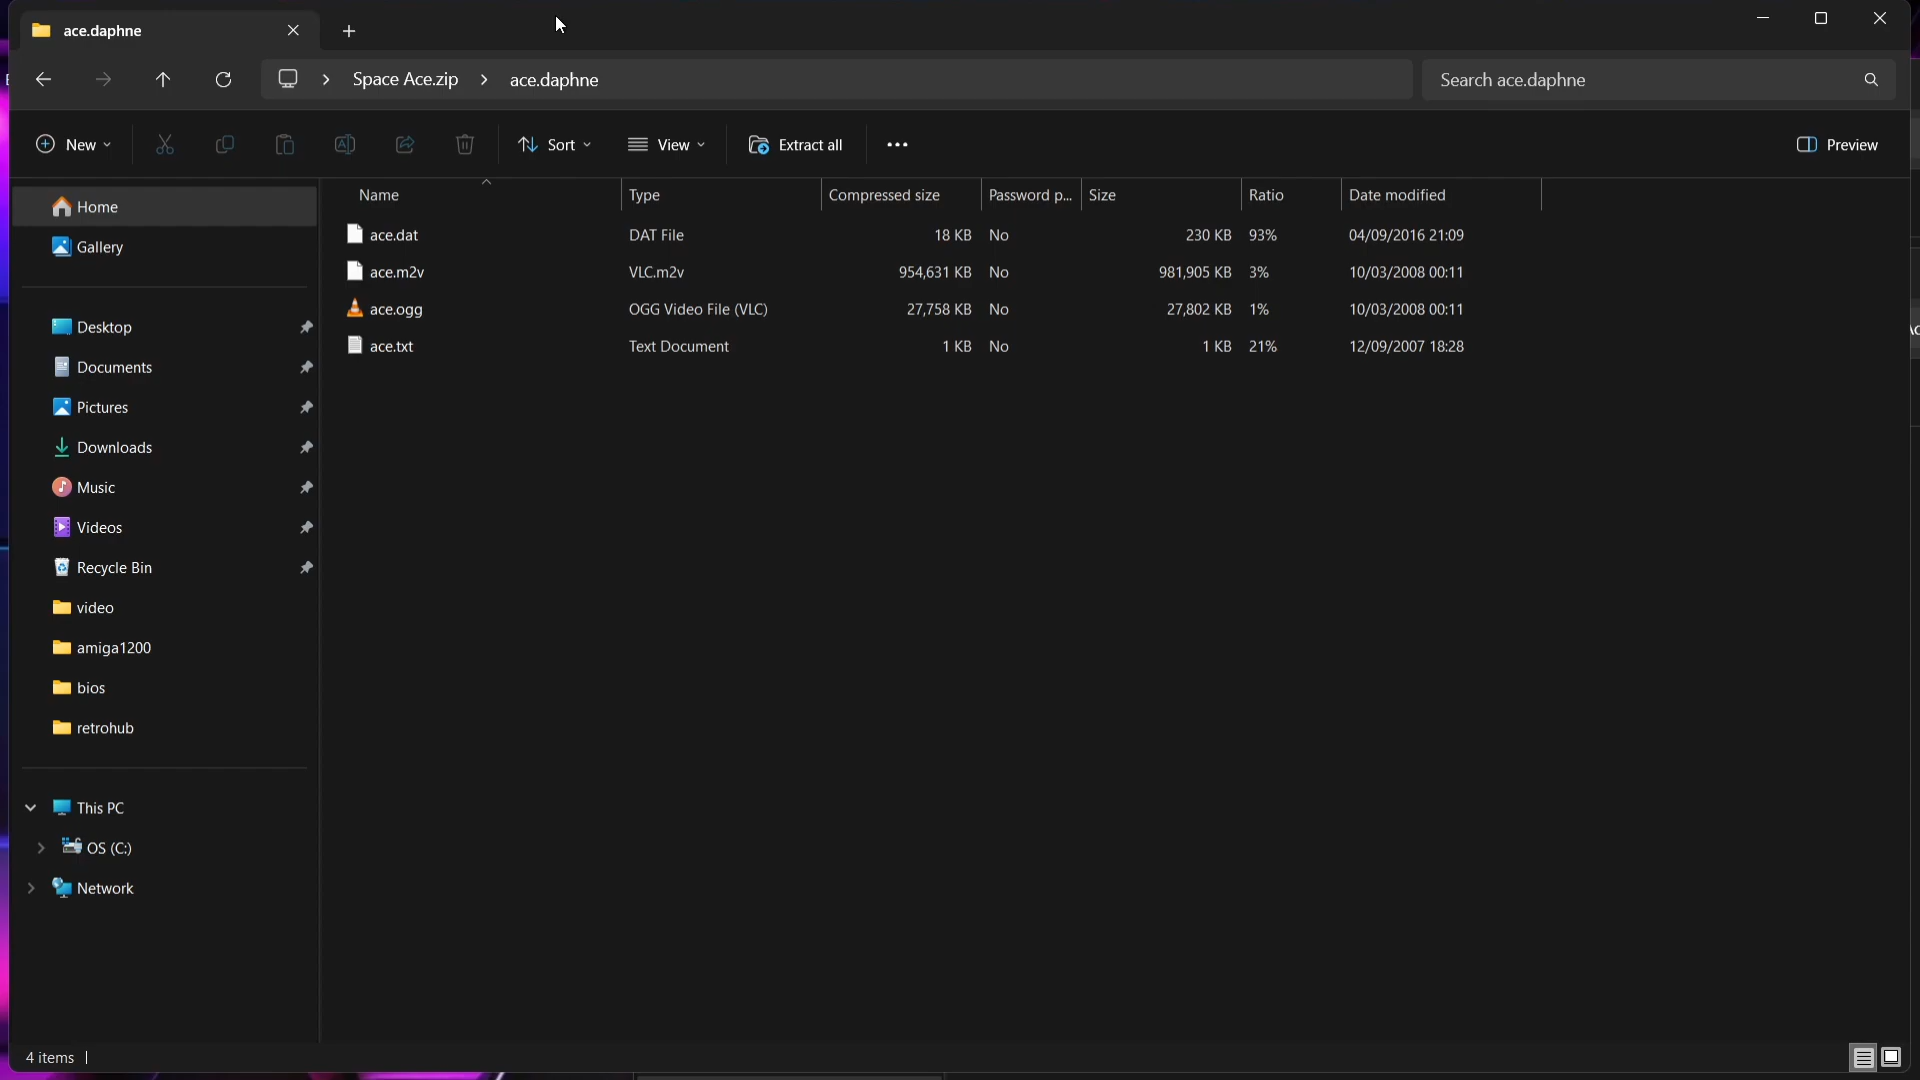 ace.daphne
Space Ace.zip > ace.daphne
Search ace.daphne
New
Sort
View
Extract all
Preview
Home
Gallery
Desktop
Documents
Pictures
Downloads
Music
Videos
Recycle Bin
video
amiga1200
bios
retrohub
This PC
OS (C:)
Network
Name Type Compressed size Password p... Size Ratio Date modified
ace.dat DAT File 18 KB No 230 KB 93% 04/09/2016 21:09
ace.m2v VLC.m2v 954,631 KB No 981,905 KB 3% 10/03/2008 00:11
ace.ogg OGG Video File (VLC) 27,758 KB No 27,802 KB 1% 10/03/2008 00:11
ace.txt Text Document 1 KB No 1 KB 21% 12/09/2007 18:28
4 items